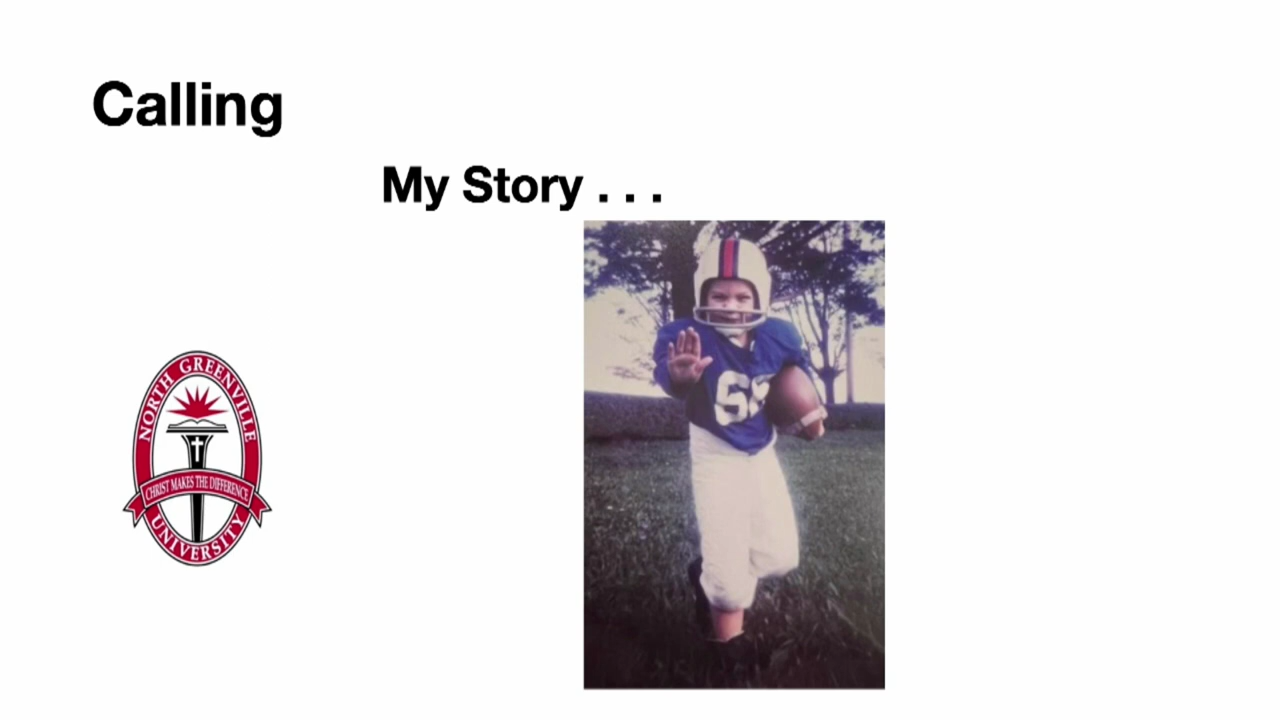 Calling
My Story . . .
NORTH GREENVILLE
CHRIST MAKES THE DIFFERENCE
UNIVERSITY